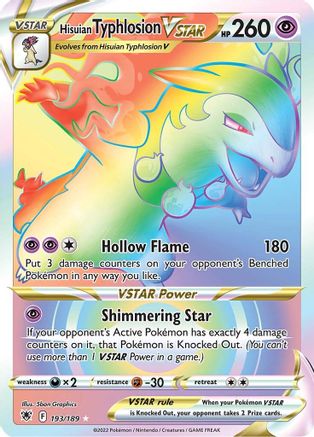 VSTAR Hisuian Typhlosion VSTAR HP 260
Evolves from Hisuian Typhlosion V
Hollow Flame 180
Put 3 damage counters on your opponent's Benched
Pokémon in any way you like.
VSTAR Power
Shimmering Star
If your opponent's Active Pokémon has exactly 4 damage
counters on it, that Pokémon is Knocked Out. (You can't
use more than 1 VSTAR Power in a game.)
weakness ×2 resistance -30 retreat
Illus. 5ban Graphics
F 193/189
VSTAR rule When your Pokémon VSTAR
is Knocked Out, your opponent takes 2 Prize cards.
©2022 Pokémon / Nintendo / Creatures / GAME FREAK